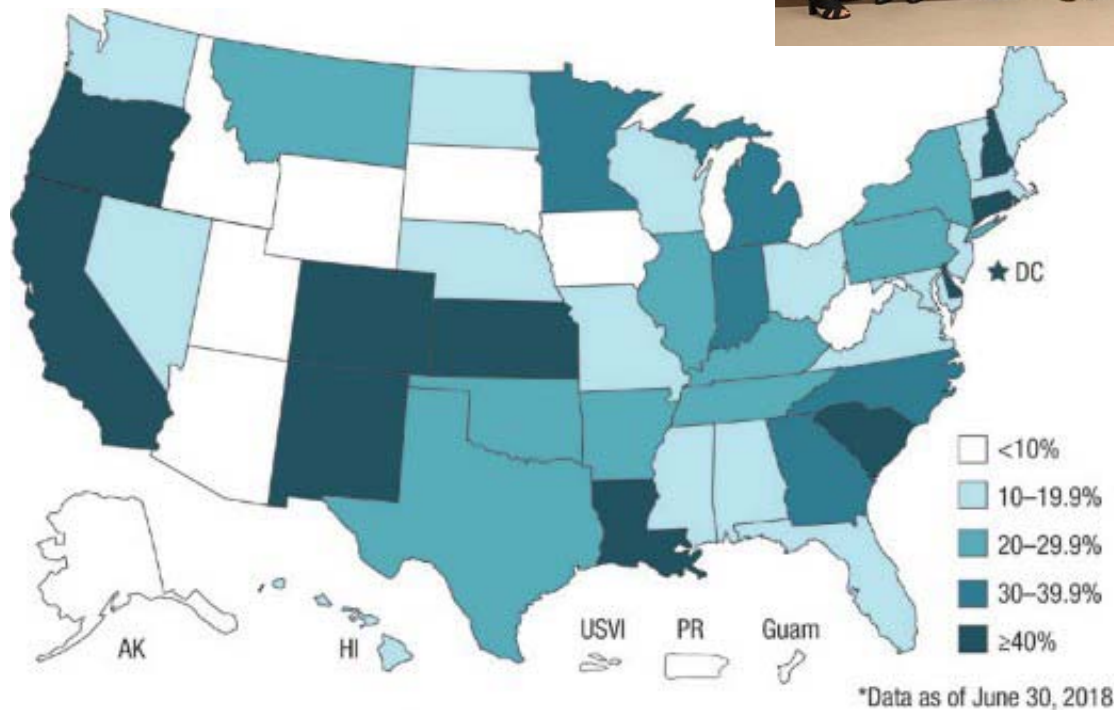 DC
<10%
10–19.9%
20–29.9%
30–39.9%
≥40%
AK
HI
USVI
PR
Guam
*Data as of June 30, 2018